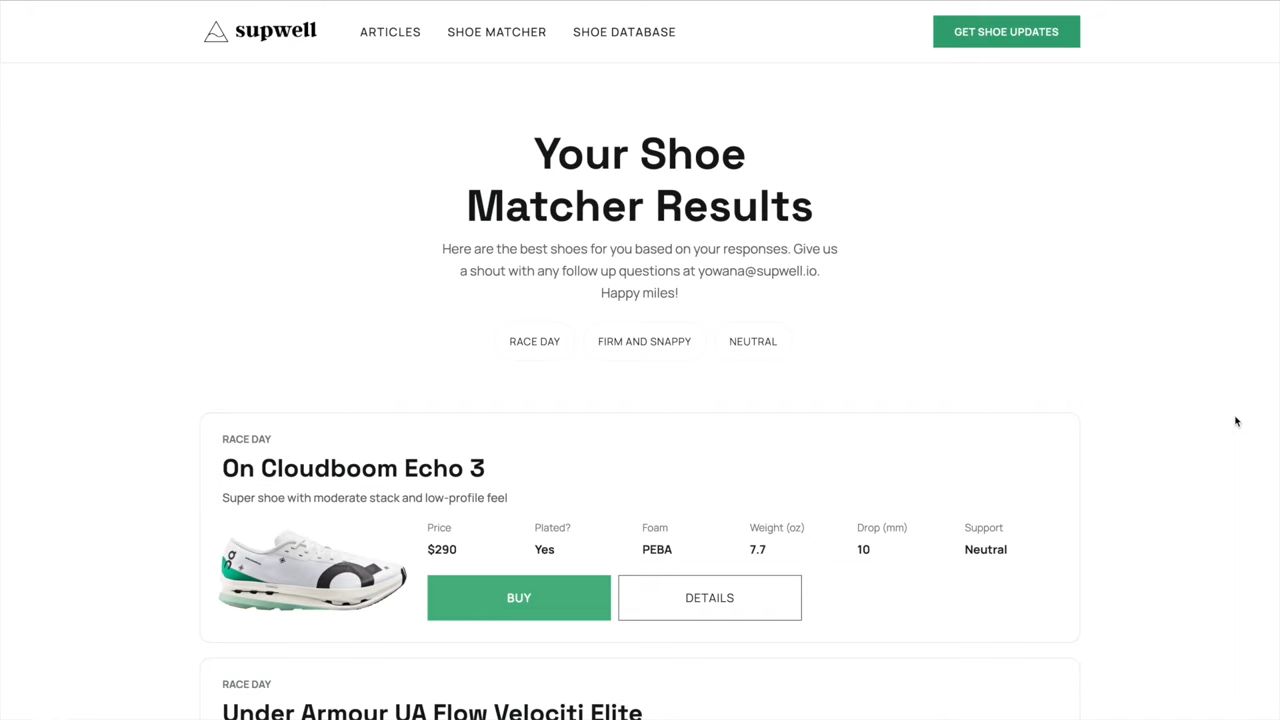 supwell
ARTICLES
SHOE MATCHER
SHOE DATABASE
GET SHOE UPDATES
Your Shoe
Matcher Results
Here are the best shoes for you based on your responses. Give us
a shout with any follow up questions at yowana@supwell.io.
Happy miles!
RACE DAY
FIRM AND SNAPPY
NEUTRAL
RACE DAY
On Cloudboom Echo 3
Super shoe with moderate stack and low-profile feel
Price
Plated?
Foam
Weight (oz)
Drop (mm)
Support
$290
Yes
PEBA
7.7
10
Neutral
BUY
DETAILS
RACE DAY
Under Armour UA Flow Velociti Elite